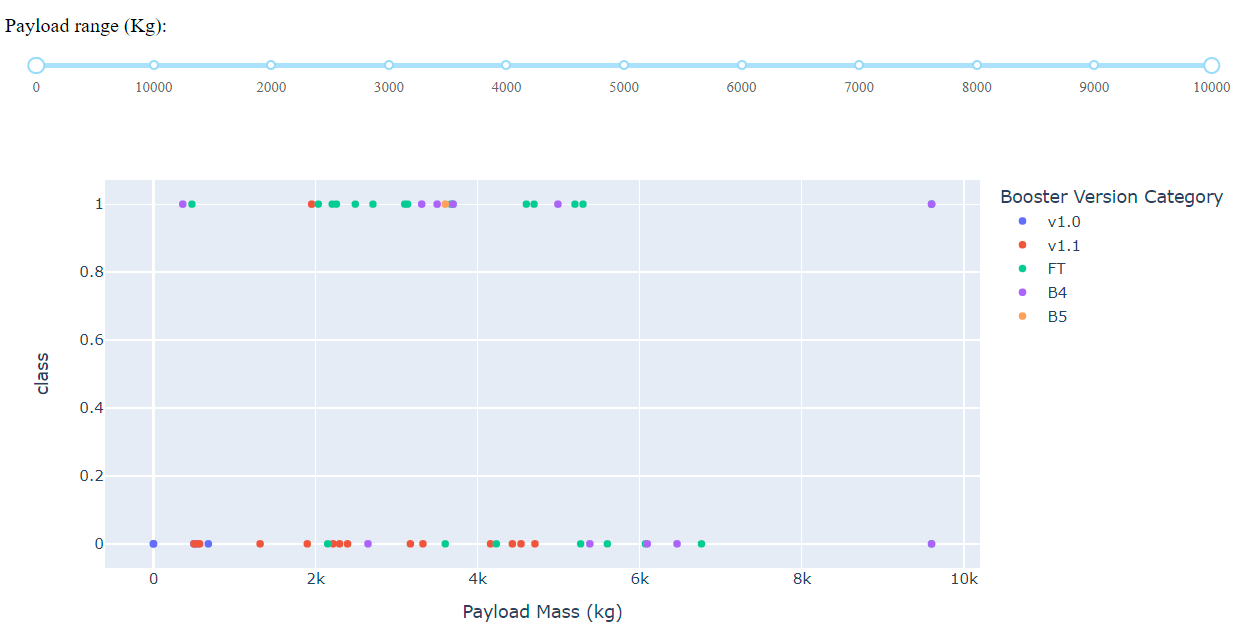 Payload range (Kg):
0 10000 2000 3000 4000 5000 6000 7000 8000 9000 10000
Booster Version Category
v1.0
v1.1
FT
B4
B5
1
0.8
0.6
0.4
0.2
0
class
0 2k 4k 6k 8k 10k
Payload Mass (kg)